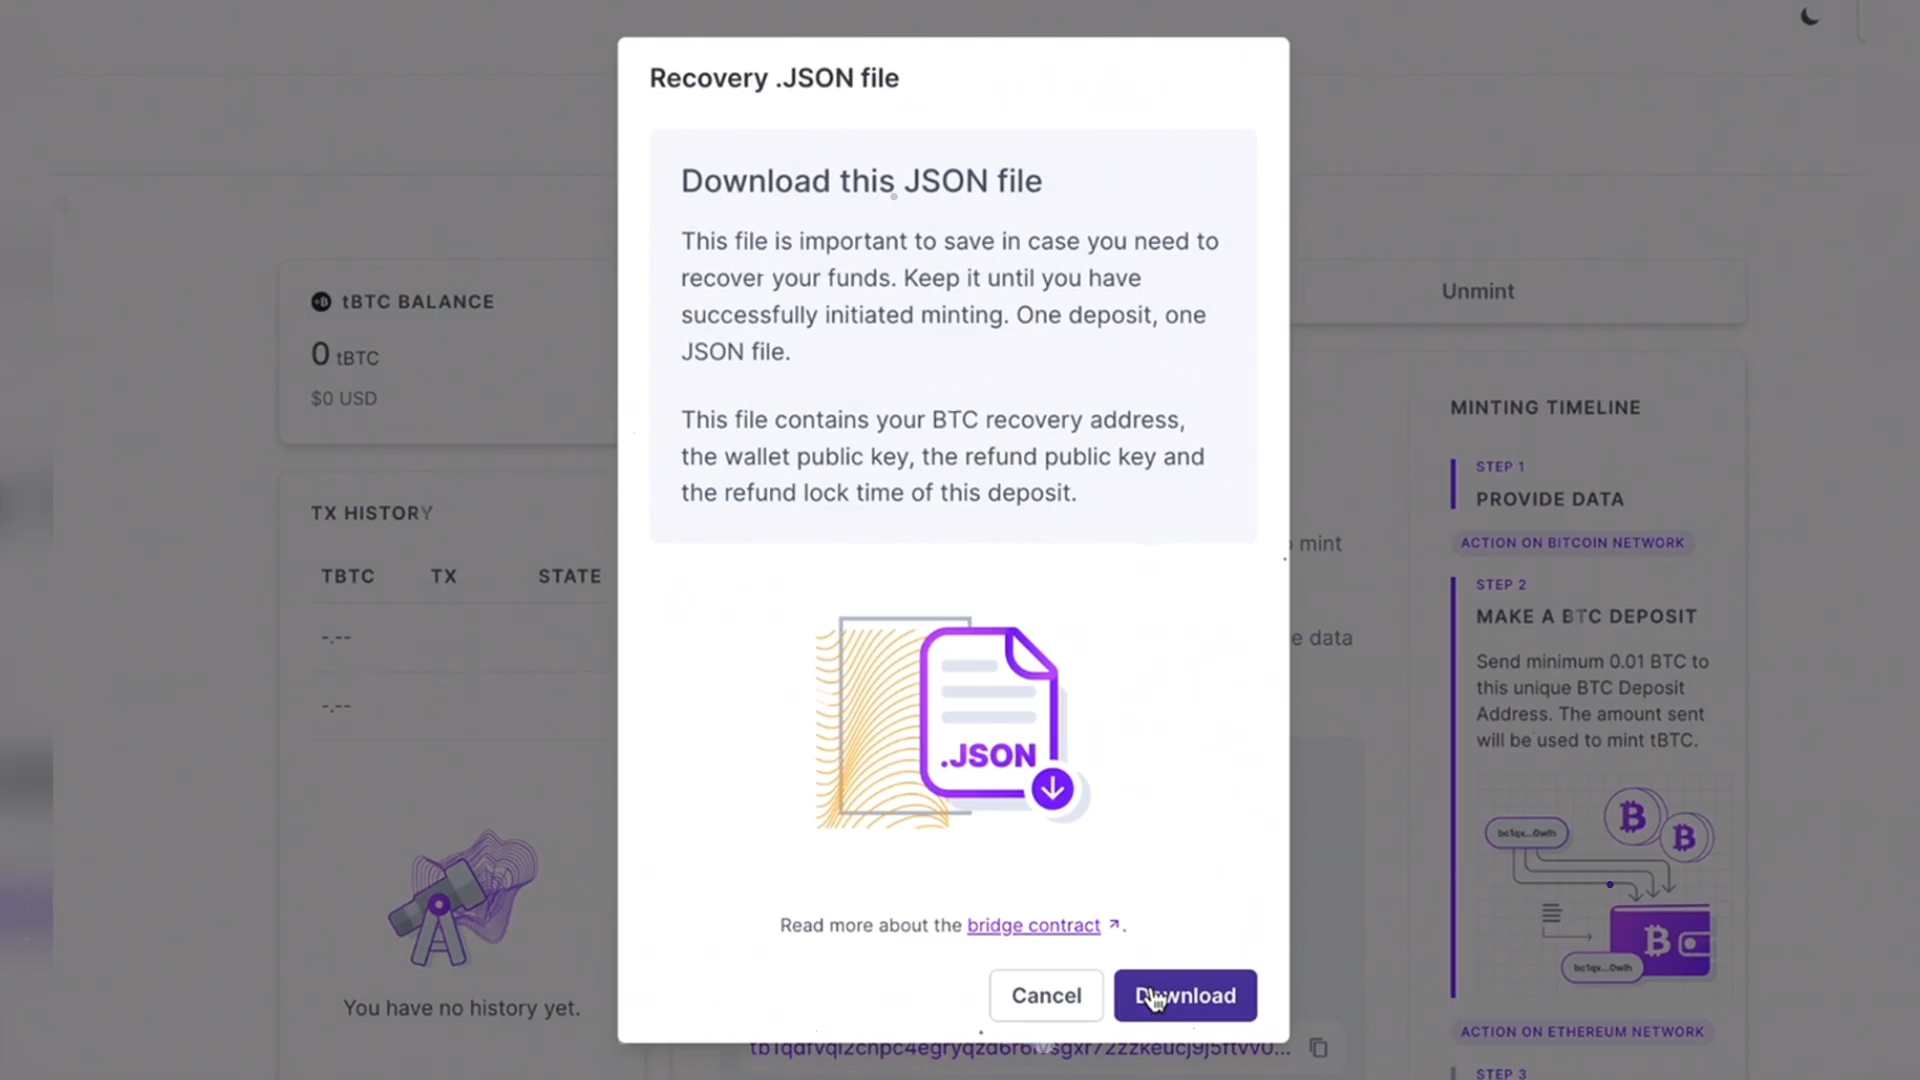 Recovery .JSON file
Download this JSON file
This file is important to save in case you need to
recover your funds. Keep it until you have
successfully initiated minting. One deposit, one
JSON file.
This file contains your BTC recovery address,
the wallet public key, the refund public key and
the refund lock time of this deposit.
.JSON
Read more about the bridge contract ↗.
Cancel
Download
tBTC BALANCE
0 tBTC
$0 USD
TX HISTORY
TBTC TX STATE
-.--
-.--
You have no history yet.
Unmint
mint
e data
MINTING TIMELINE
STEP 1
PROVIDE DATA
ACTION ON BITCOIN NETWORK
STEP 2
MAKE A BTC DEPOSIT
Send minimum 0.01 BTC to
this unique BTC Deposit
Address. The amount sent
will be used to mint tBTC.
bc1qx...0wlh
bc1qx...0wlh
ACTION ON ETHEREUM NETWORK
STEP 3